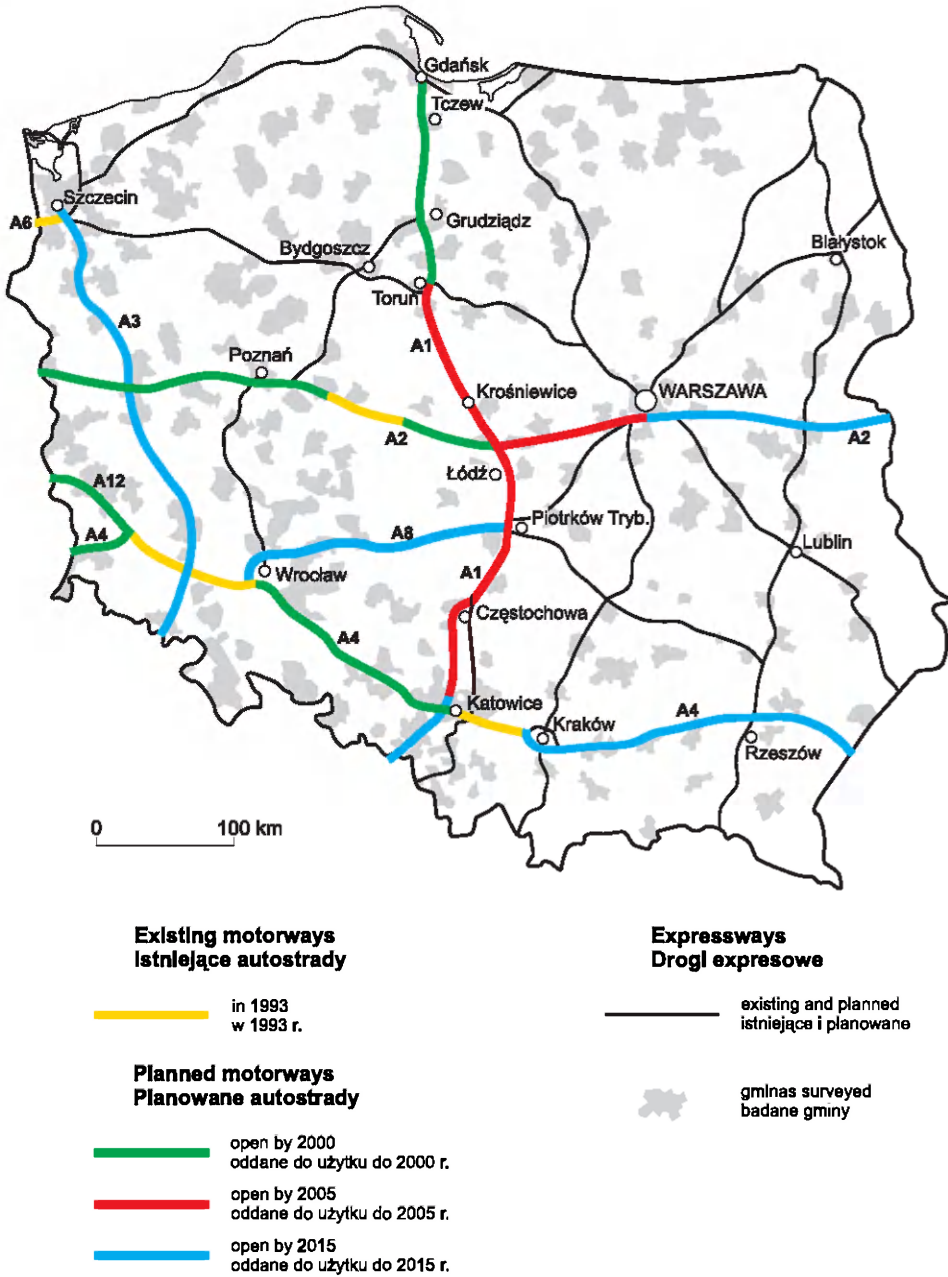 Gdańsk
Tczew
Szczecin
A6
Grudziądz
Bydgoszcz
Białystok
Toruń
A3
A1
Poznań
Krośniewice
WARSZAWA
A2
A2
Łódź
A12
A4
A8
Piotrków Tryb.
Wrocław
Lublin
A1
Częstochowa
A4
Katowice
Kraków
A4
Rzeszów
0 100 km
Existing motorways
Istniejące autostrady
in 1993
w 1993 r.
Planned motorways
Planowane autostrady
open by 2000
oddane do użytku do 2000 r.
open by 2005
oddane do użytku do 2005 r.
open by 2015
oddane do użytku do 2015 r.
Expressways
Drogi expresowe
existing and planned
istniejące i planowane
gminas surveyed
badane gminy